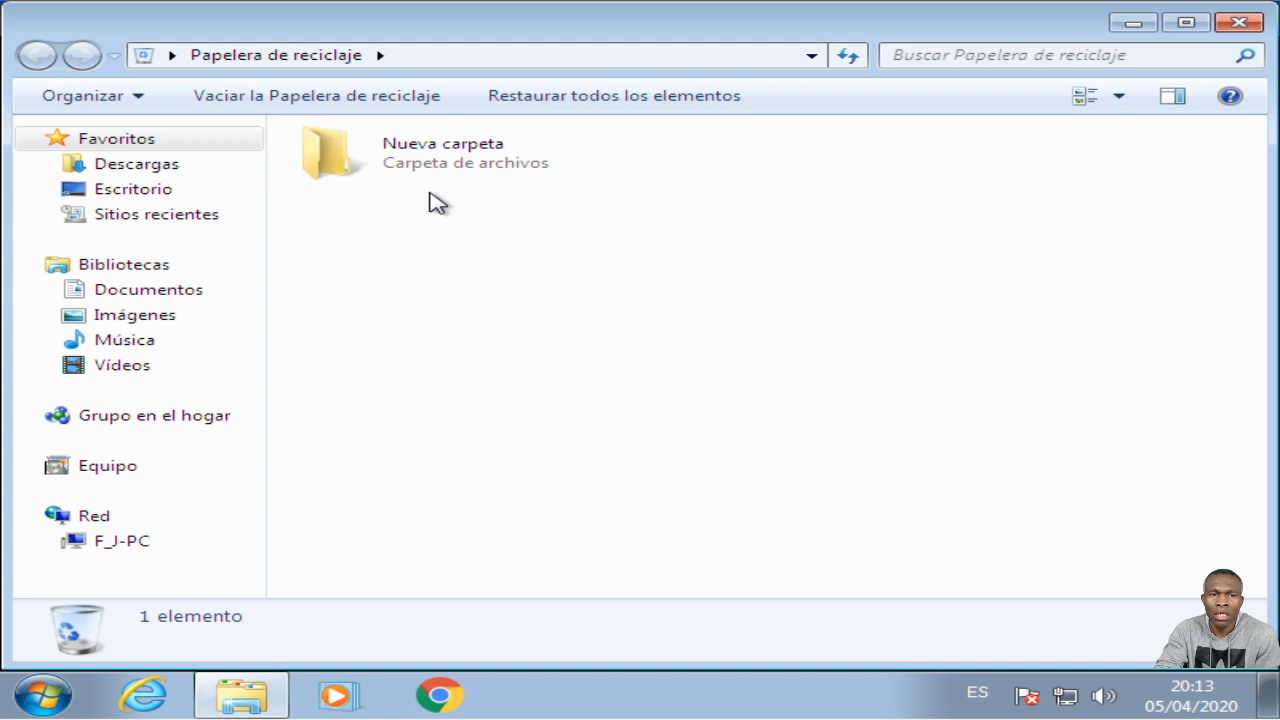 Papelera de reciclaje
Buscar Papelera de reciclaje
Organizar
Vaciar la Papelera de reciclaje
Restaurar todos los elementos
Favoritos
Descargas
Escritorio
Sitios recientes
Bibliotecas
Documentos
Imágenes
Música
Vídeos
Grupo en el hogar
Equipo
Red
F_J-PC
Nueva carpeta
Carpeta de archivos
1 elemento
ES
20:13
05/04/2020